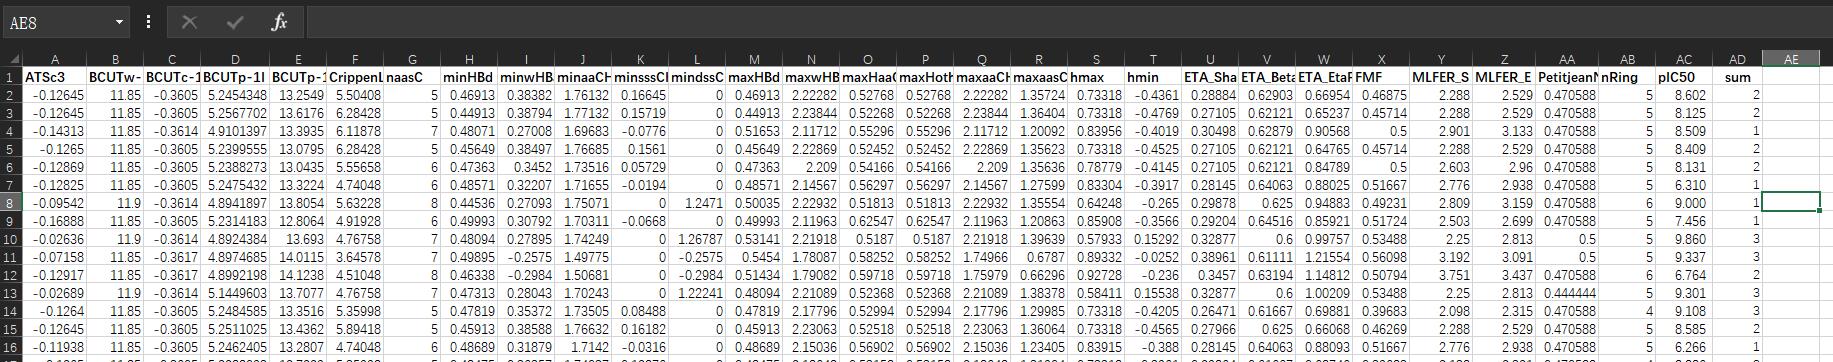 AE8 fx
A B C D E F G H I J K L M N O P Q R S T U V W X Y Z AA AB AC AD AE
1 ATSc3 BCUTw- BCUTc-1 BCUTp-1l BCUTp-1 CrippenL naasC minHBd minwHB minaaCH minsssCl mindssC maxHBd maxwHB maxHaaC maxHoth maxaaCH maxaasC hmax hmin ETA_Sha ETA_Beta ETA_EtaF FMF MLFER_S MLFER_E PetitjeanN nRing pIC50 sum
2 -0.12645 11.85 -0.3605 5.2454348 13.2549 5.50408 5 0.46913 0.38382 1.76132 0.16645 0 0.46913 2.22282 0.52768 0.52768 2.22282 1.35724 0.73318 -0.4361 0.28884 0.62903 0.66954 0.46875 2.288 2.529 0.470588 5 8.602 2
3 -0.12645 11.85 -0.3605 5.2567702 13.6176 6.28428 5 0.44913 0.38794 1.77132 0.15719 0 0.44913 2.23844 0.52268 0.52268 2.23844 1.36404 0.73318 -0.4769 0.27105 0.62121 0.65237 0.45714 2.288 2.529 0.470588 5 8.125 2
4 -0.14313 11.85 -0.3614 4.9101397 13.3935 6.11878 7 0.48071 0.27008 1.69683 -0.0776 0 0.51653 2.11712 0.55296 0.55296 2.11712 1.20092 0.83956 -0.4019 0.30498 0.62879 0.90568 0.5 2.901 3.133 0.470588 5 8.509 1
5 -0.1265 11.85 -0.3605 5.2399555 13.0795 6.28428 5 0.45649 0.38497 1.76685 0.1561 0 0.45649 2.22869 0.52452 0.52452 2.22869 1.35623 0.73318 -0.4525 0.27105 0.62121 0.64765 0.45714 2.288 2.529 0.470588 5 8.409 2
6 -0.12869 11.85 -0.3605 5.2388273 13.0435 5.55658 6 0.47363 0.3452 1.73516 0.05729 0 0.47363 2.209 0.54166 0.54166 2.209 1.35636 0.78779 -0.4145 0.27105 0.62121 0.84789 0.5 2.603 2.96 0.470588 5 8.131 2
7 -0.12825 11.85 -0.3605 5.2475432 13.3224 4.74048 6 0.48571 0.32207 1.71655 -0.0194 0 0.48571 2.14567 0.56297 0.56297 2.14567 1.27599 0.83304 -0.3917 0.28145 0.64063 0.88025 0.51667 2.776 2.938 0.470588 5 6.310 1
8 -0.09542 11.9 -0.3614 4.8941897 13.8054 5.63228 8 0.44536 0.27093 1.75071 0 1.2471 0.50035 2.22932 0.51813 0.51813 2.22932 1.35554 0.64248 -0.265 0.29878 0.625 0.94883 0.49231 2.809 3.159 0.470588 6 9.000 1
9 -0.16888 11.85 -0.3605 5.2314183 12.8064 4.91928 6 0.49993 0.30792 1.70311 -0.0668 0 0.49993 2.11963 0.62547 0.62547 2.11963 1.20863 0.85908 -0.3566 0.29204 0.64516 0.85921 0.51724 2.503 2.699 0.470588 5 7.456 1
10 -0.02636 11.9 -0.3614 4.8924384 13.693 4.76758 7 0.48094 0.27895 1.74249 0 1.26787 0.53141 2.21918 0.5187 0.5187 2.21918 1.39639 0.57933 0.15292 0.32877 0.6 0.99757 0.53488 2.25 2.813 0.5 5 9.860 3
11 -0.07158 11.85 -0.3617 4.8974685 14.0115 3.64578 7 0.49895 -0.2575 1.49775 0 -0.2575 0.5454 1.78087 0.58252 0.58252 1.74966 0.6787 0.89332 -0.0252 0.38961 0.61111 1.21554 0.56098 3.192 3.091 0.5 5 9.337 3
12 -0.12917 11.85 -0.3617 4.8992198 14.1238 4.51048 8 0.46338 -0.2984 1.50681 0 -0.2984 0.51434 1.79082 0.59718 0.59718 1.75979 0.66296 0.92728 -0.236 0.3457 0.63194 1.14812 0.50794 3.751 3.437 0.470588 6 6.764 2
13 -0.02689 11.9 -0.3614 5.1449603 13.7077 4.76758 7 0.47313 0.28043 1.70243 0 1.22241 0.48094 2.21089 0.52368 0.52368 2.21089 1.38378 0.58411 0.15538 0.32877 0.6 1.00209 0.53488 2.25 2.813 0.444444 5 9.301 3
14 -0.1264 11.85 -0.3605 5.2484585 13.3516 5.35998 5 0.47819 0.35372 1.73505 0.08488 0 0.47819 2.17796 0.52994 0.52994 2.17796 1.29985 0.73318 -0.4205 0.26471 0.61667 0.69881 0.39683 2.098 2.315 0.470588 4 9.108 3
15 -0.12645 11.85 -0.3605 5.2511025 13.4362 5.89418 5 0.45913 0.38588 1.76632 0.16182 0 0.45913 2.23063 0.52518 0.52518 2.23063 1.36064 0.73318 -0.4565 0.27966 0.625 0.66068 0.46269 2.288 2.529 0.470588 5 8.585 2
16 -0.11938 11.85 -0.3605 5.2462405 13.2807 4.74048 6 0.48689 0.31879 1.7142 -0.0316 0 0.48689 2.15036 0.56902 0.56902 2.15036 1.23405 0.83915 -0.388 0.28145 0.64063 0.88093 0.51667 2.776 2.938 0.470588 5 6.266 1